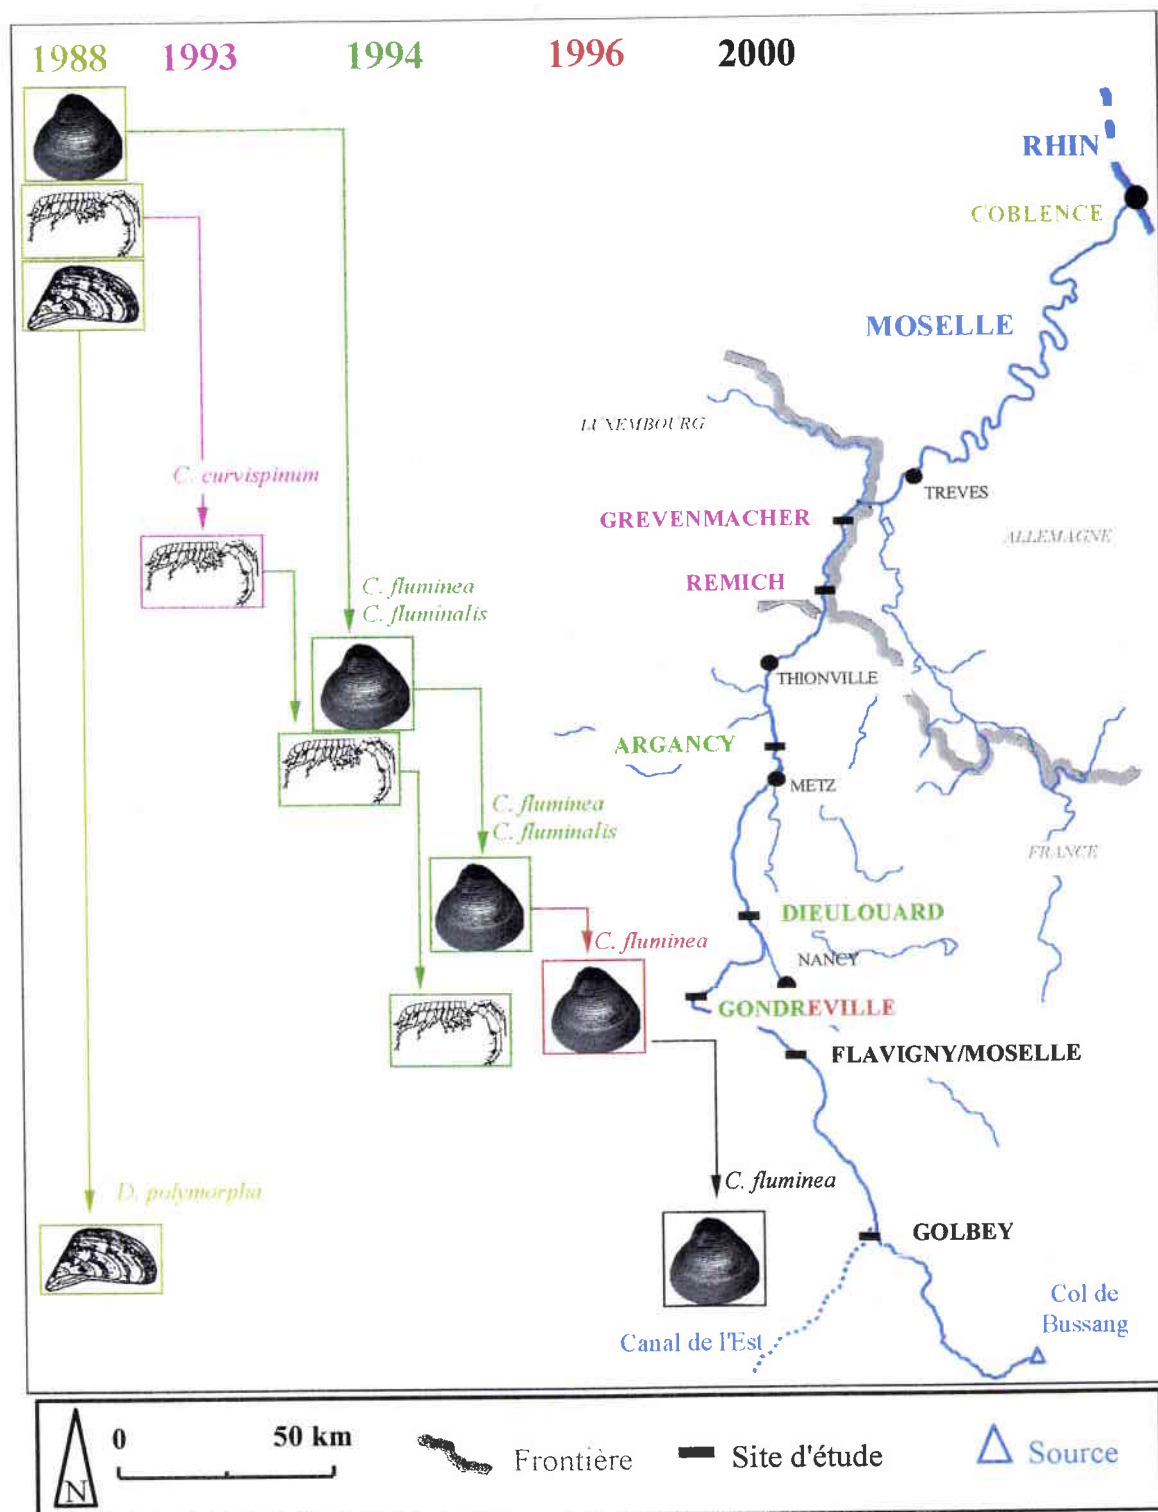 1988 1993 1994 1996 2000
RHIN
COBLENCE
MOSELLE
LUXEMBOURG
C. curvispinum
TREVES
GREVENMACHER
ALLEMAGNE
REMICH
C. fluminea
C. fluminalis
THIONVILLE
ARGANCY
METZ
C. fluminea
C. fluminalis
FRANCE
DIEULOUARD
C. fluminea
NANCY
GONDREVILLE
FLAVIGNY/MOSELLE
C. fluminea
D. polymorpha
GOLBEY
Col de
Bussang
Canal de l'Est
0 50 km
N
Frontière
Site d'étude
Source